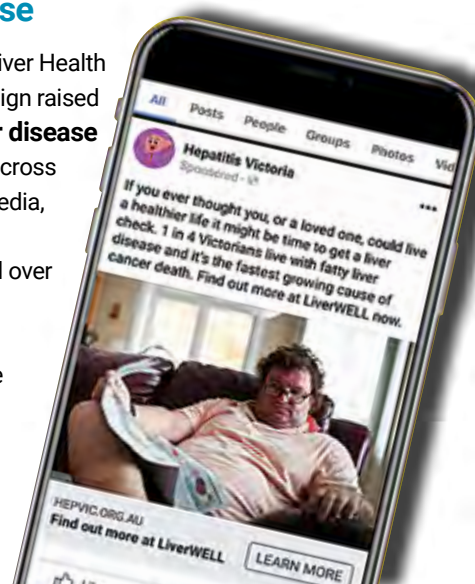 se
iver Health
ign raised
r disease
cross
edia,
l over
e
All Posts People Groups Photos Vid
Hepatitis Victoria
Sponsored
If you ever thought you, or a loved one, could live
a healthier life it might be time to get a liver
check. 1 in 4 Victorians live with fatty liver
disease and it's the fastest growing cause of
cancer death. Find out more at LiverWELL now.
HEPVIC.ORG.AU
Find out more at LiverWELL
LEARN MORE